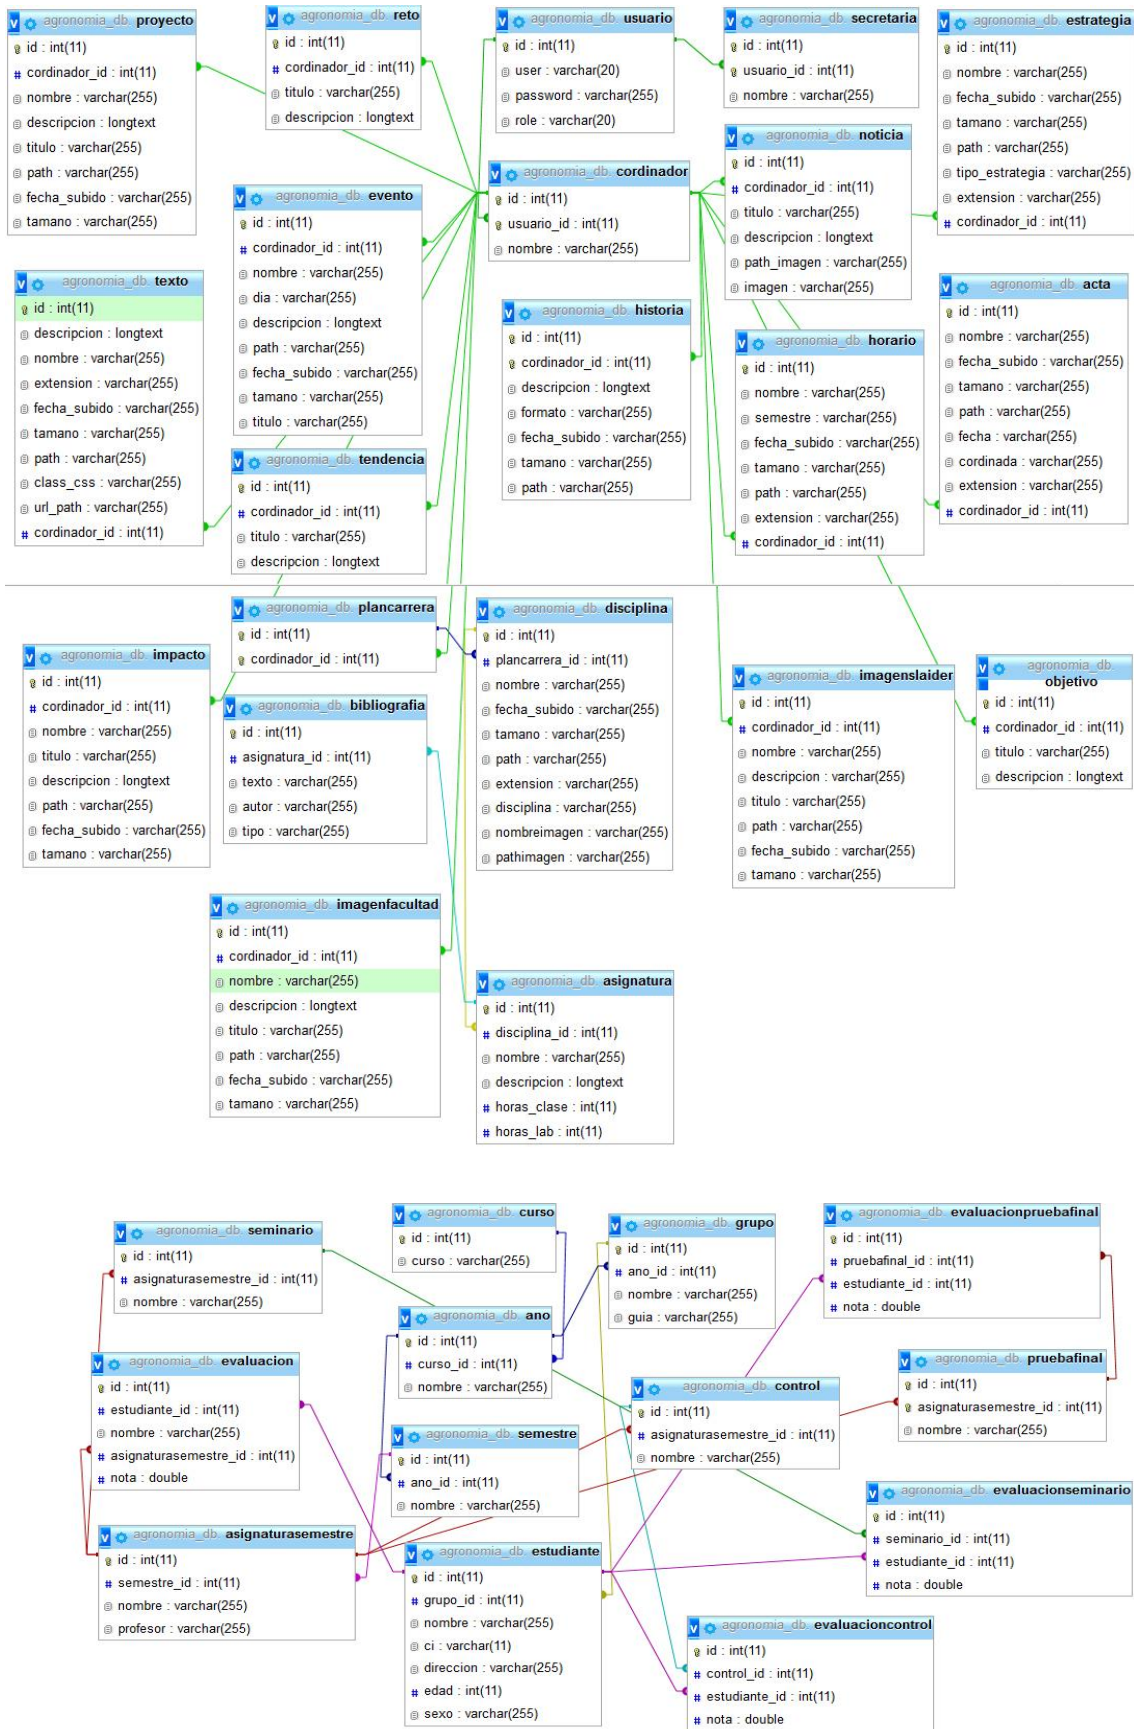 agronomia_db. proyecto
id : int(11)
cordinador_id : int(11)
nombre : varchar(255)
descripcion : longtext
titulo : varchar(255)
path : varchar(255)
fecha_subido : varchar(255)
tamano : varchar(255)
agronomia_db. reto
id : int(11)
cordinador_id : int(11)
titulo : varchar(255)
descripcion : longtext
agronomia_db. usuario
id : int(11)
user : varchar(20)
password : varchar(255)
role : varchar(20)
agronomia_db. secretaria
id : int(11)
usuario_id : int(11)
nombre : varchar(255)
agronomia_db. estrategia
id : int(11)
nombre : varchar(255)
fecha_subido : varchar(255)
tamano : varchar(255)
path : varchar(255)
tipo_estrategia : varchar(255)
extension : varchar(255)
cordinador_id : int(11)
agronomia_db. evento
id : int(11)
cordinador_id : int(11)
nombre : varchar(255)
dia : varchar(255)
descripcion : longtext
path : varchar(255)
fecha_subido : varchar(255)
tamano : varchar(255)
titulo : varchar(255)
agronomia_db. cordinador
id : int(11)
usuario_id : int(11)
nombre : varchar(255)
agronomia_db. noticia
id : int(11)
cordinador_id : int(11)
titulo : varchar(255)
descripcion : longtext
path_imagen : varchar(255)
imagen : varchar(255)
agronomia_db. texto
id : int(11)
descripcion : longtext
nombre : varchar(255)
extension : varchar(255)
fecha_subido : varchar(255)
tamano : varchar(255)
path : varchar(255)
class_css : varchar(255)
url_path : varchar(255)
cordinador_id : int(11)
agronomia_db. historia
id : int(11)
cordinador_id : int(11)
descripcion : longtext
formato : varchar(255)
fecha_subido : varchar(255)
tamano : varchar(255)
path : varchar(255)
agronomia_db. horario
id : int(11)
nombre : varchar(255)
semestre : varchar(255)
fecha_subido : varchar(255)
tamano : varchar(255)
path : varchar(255)
extension : varchar(255)
cordinador_id : int(11)
agronomia_db. acta
id : int(11)
nombre : varchar(255)
fecha_subido : varchar(255)
tamano : varchar(255)
path : varchar(255)
fecha : varchar(255)
cordinada : varchar(255)
extension : varchar(255)
cordinador_id : int(11)
agronomia_db. tendencia
id : int(11)
cordinador_id : int(11)
titulo : varchar(255)
descripcion : longtext
agronomia_db. plancarrera
id : int(11)
cordinador_id : int(11)
agronomia_db. disciplina
id : int(11)
plancarrera_id : int(11)
nombre : varchar(255)
fecha_subido : varchar(255)
tamano : varchar(255)
path : varchar(255)
extension : varchar(255)
disciplina : varchar(255)
nombreimagen : varchar(255)
pathimagen : varchar(255)
agronomia_db. impacto
id : int(11)
cordinador_id : int(11)
nombre : varchar(255)
titulo : varchar(255)
descripcion : longtext
path : varchar(255)
fecha_subido : varchar(255)
tamano : varchar(255)
agronomia_db. bibliografia
id : int(11)
asignatura_id : int(11)
texto : varchar(255)
autor : varchar(255)
tipo : varchar(255)
agronomia_db. imagenslaider
id : int(11)
cordinador_id : int(11)
nombre : varchar(255)
descripcion : varchar(255)
titulo : varchar(255)
path : varchar(255)
fecha_subido : varchar(255)
tamano : varchar(255)
agronomia_db.
objetivo
id : int(11)
cordinador_id : int(11)
titulo : varchar(255)
descripcion : longtext
agronomia_db. imagenfacultad
id : int(11)
cordinador_id : int(11)
nombre : varchar(255)
descripcion : longtext
titulo : varchar(255)
path : varchar(255)
fecha_subido : varchar(255)
tamano : varchar(255)
agronomia_db. asignatura
id : int(11)
disciplina_id : int(11)
nombre : varchar(255)
descripcion : longtext
horas_clase : int(11)
horas_lab : int(11)
agronomia_db. seminario
id : int(11)
asignaturasemestre_id : int(11)
nombre : varchar(255)
agronomia_db. curso
id : int(11)
curso : varchar(255)
agronomia_db. grupo
id : int(11)
ano_id : int(11)
nombre : varchar(255)
guia : varchar(255)
agronomia_db. evaluacionpruebafinal
id : int(11)
pruebafinal_id : int(11)
estudiante_id : int(11)
nota : double
agronomia_db. ano
id : int(11)
curso_id : int(11)
nombre : varchar(255)
agronomia_db. evaluacion
id : int(11)
estudiante_id : int(11)
nombre : varchar(255)
asignaturasemestre_id : int(11)
nota : double
agronomia_db. control
id : int(11)
asignaturasemestre_id : int(11)
nombre : varchar(255)
agronomia_db. pruebafinal
id : int(11)
asignaturasemestre_id : int(11)
nombre : varchar(255)
agronomia_db. semestre
id : int(11)
ano_id : int(11)
nombre : varchar(255)
agronomia_db. evaluacionseminario
id : int(11)
seminario_id : int(11)
estudiante_id : int(11)
nota : double
agronomia_db. asignaturasemestre
id : int(11)
semestre_id : int(11)
nombre : varchar(255)
profesor : varchar(255)
agronomia_db. estudiante
id : int(11)
grupo_id : int(11)
nombre : varchar(255)
ci : varchar(11)
direccion : varchar(255)
edad : int(11)
sexo : varchar(255)
agronomia_db. evaluacioncontrol
id : int(11)
control_id : int(11)
estudiante_id : int(11)
nota : double